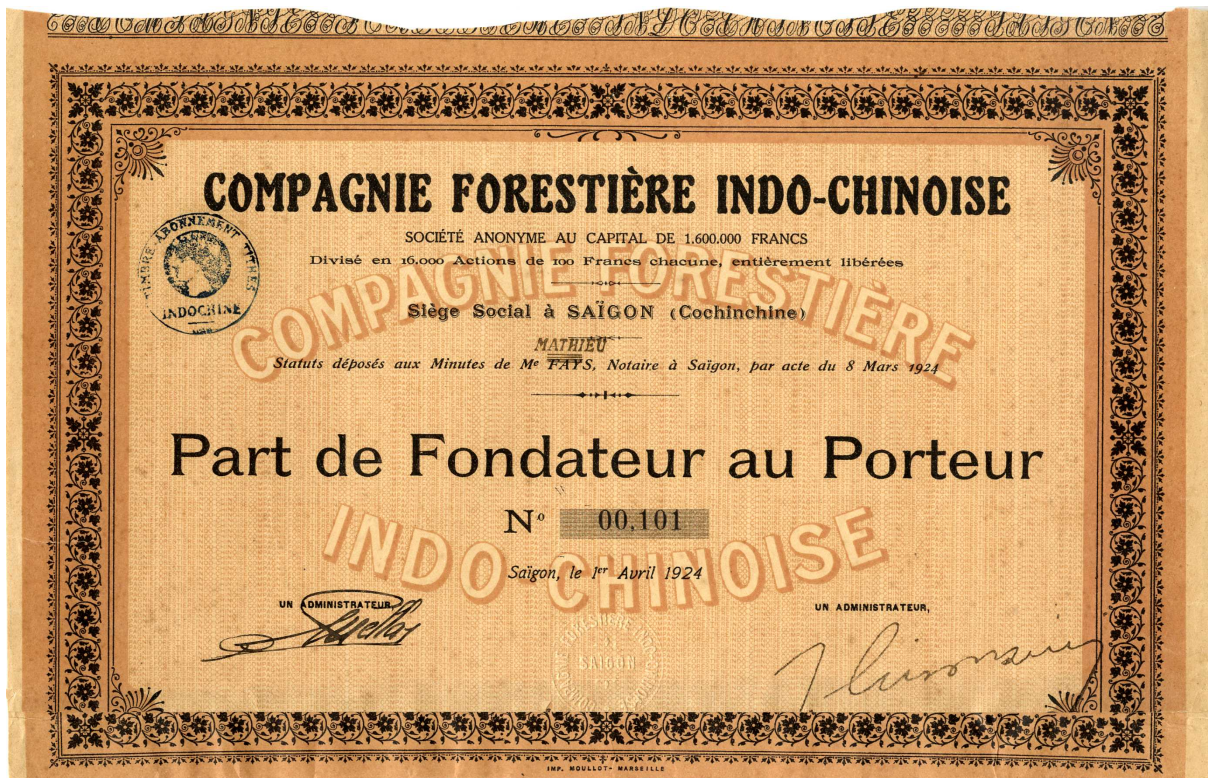 COMPAGNIE FORESTIÈRE INDO-CHINOISE
SOCIÉTÉ ANONYME AU CAPITAL DE 1.600.000 FRANCS
Divisé en 16.000 Actions de 100 Francs chacune, entièrement libérées
Siège Social à SAÏGON (Cochinchine)
MATHIEU
Statuts déposés aux Minutes de Me FAYS, Notaire à Saïgon, par acte du 8 Mars 1924
Part de Fondateur au Porteur
No 00,101
Saïgon, le 1er Avril 1924
UN ADMINISTRATEUR
UN ADMINISTRATEUR,
TIMBRE ABONNEMENT TITRES
INDOCHINE
COMPAGNIE FORESTIÈRE
INDO-CHINOISE
SAIGON
IMP. MOULLOT - MARSEILLE